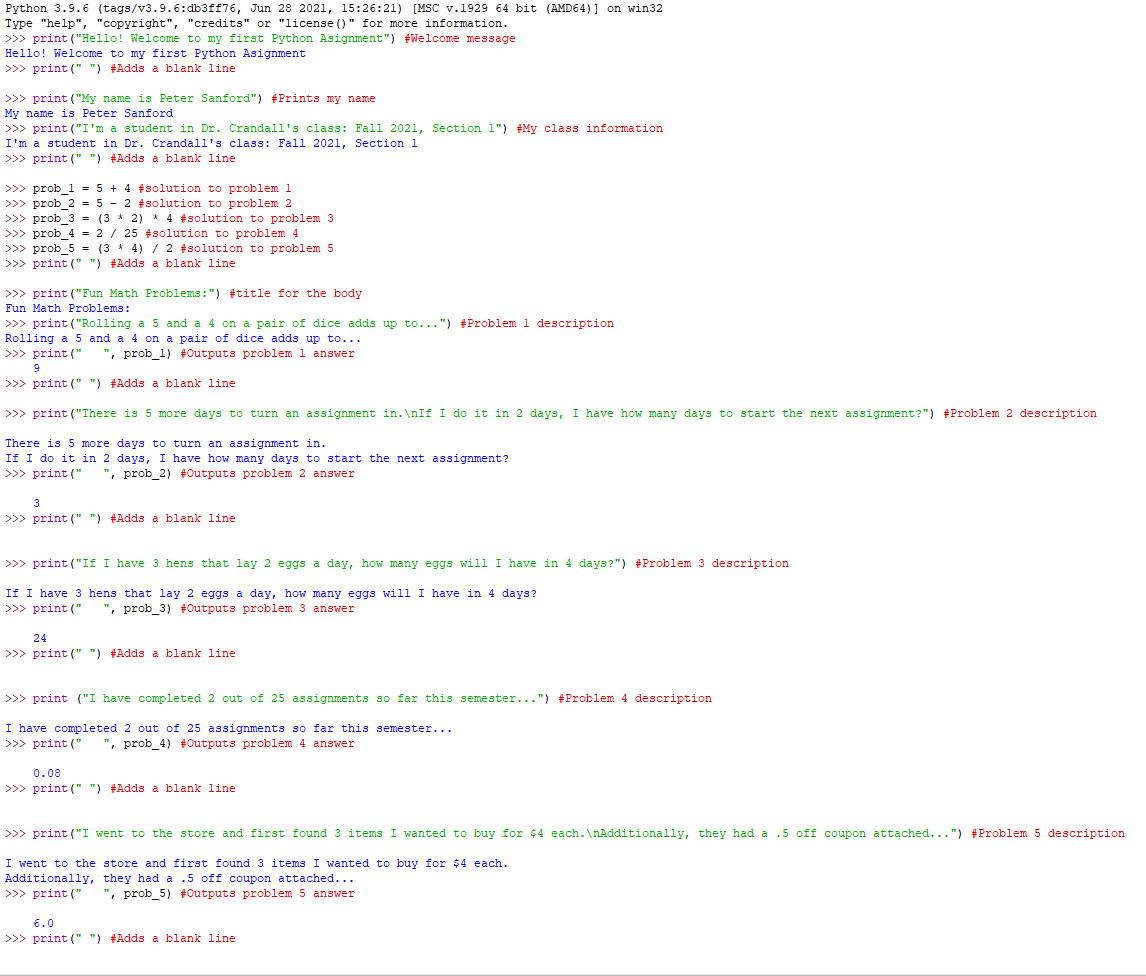 Python 3.9.6 (tags/v3.9.6:db3ff76, Jun 28 2021, 15:26:21) [MSC v.1929 64 bit (AMD64)] on win32
Type "help", "copyright", "credits" or "license()" for more information.
>>> print("Hello! Welcome to my first Python Asignment") #Welcome message
Hello! Welcome to my first Python Asignment
>>> print(" ") #Adds a blank line
>>> print("My name is Peter Sanford") #Prints my name
My name is Peter Sanford
>>> print("I'm a student in Dr. Crandall's class: Fall 2021, Section 1") #My class information
I'm a student in Dr. Crandall's class: Fall 2021, Section 1
>>> print(" ") #Adds a blank line
>>> prob_1 = 5 + 4 #solution to problem 1
>>> prob_2 = 5 - 2 #solution to problem 2
>>> prob_3 = (3 * 2) * 4 #solution to problem 3
>>> prob_4 = 2 / 25 #solution to problem 4
>>> prob_5 = (3 * 4) / 2 #solution to problem 5
>>> print(" ") #Adds a blank line
>>> print("Fun Math Problems:") #title for the body
Fun Math Problems:
>>> print("Rolling a 5 and a 4 on a pair of dice adds up to...") #Problem 1 description
Rolling a 5 and a 4 on a pair of dice adds up to...
>>> print("   ", prob_1) #Outputs problem 1 answer
    9
>>> print(" ") #Adds a blank line
>>> print("There is 5 more days to turn an assignment in.\nIf I do it in 2 days, I have how many days to start the next assignment?") #Problem 2 description
There is 5 more days to turn an assignment in.
If I do it in 2 days, I have how many days to start the next assignment?
>>> print("   ", prob_2) #Outputs problem 2 answer
    3
>>> print(" ") #Adds a blank line
>>> print("If I have 3 hens that lay 2 eggs a day, how many eggs will I have in 4 days?") #Problem 3 description
If I have 3 hens that lay 2 eggs a day, how many eggs will I have in 4 days?
>>> print("   ", prob_3) #Outputs problem 3 answer
    24
>>> print(" ") #Adds a blank line
>>> print ("I have completed 2 out of 25 assignments so far this semester...") #Problem 4 description
I have completed 2 out of 25 assignments so far this semester...
>>> print("   ", prob_4) #Outputs problem 4 answer
    0.08
>>> print(" ") #Adds a blank line
>>> print("I went to the store and first found 3 items I wanted to buy for $4 each.\nAdditionally, they had a .5 off coupon attached...") #Problem 5 description
I went to the store and first found 3 items I wanted to buy for $4 each.
Additionally, they had a .5 off coupon attached...
>>> print("   ", prob_5) #Outputs problem 5 answer
    6.0
>>> print(" ") #Adds a blank line